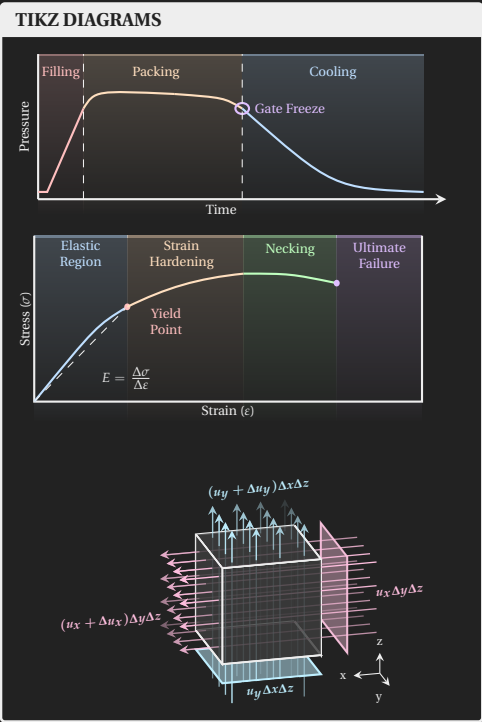 TIKZ DIAGRAMS
Filling
Packing
Cooling
Gate Freeze
Pressure
Time
Elastic
Region
Strain
Hardening
Necking
Ultimate
Failure
Yield
Point
E = Δσ/Δε
Stress (σ)
Strain (ε)
(u_y + Δu_y)ΔxΔz
u_xΔyΔz
(u_x + Δu_x)ΔyΔz
z
x
y
u_yΔxΔz